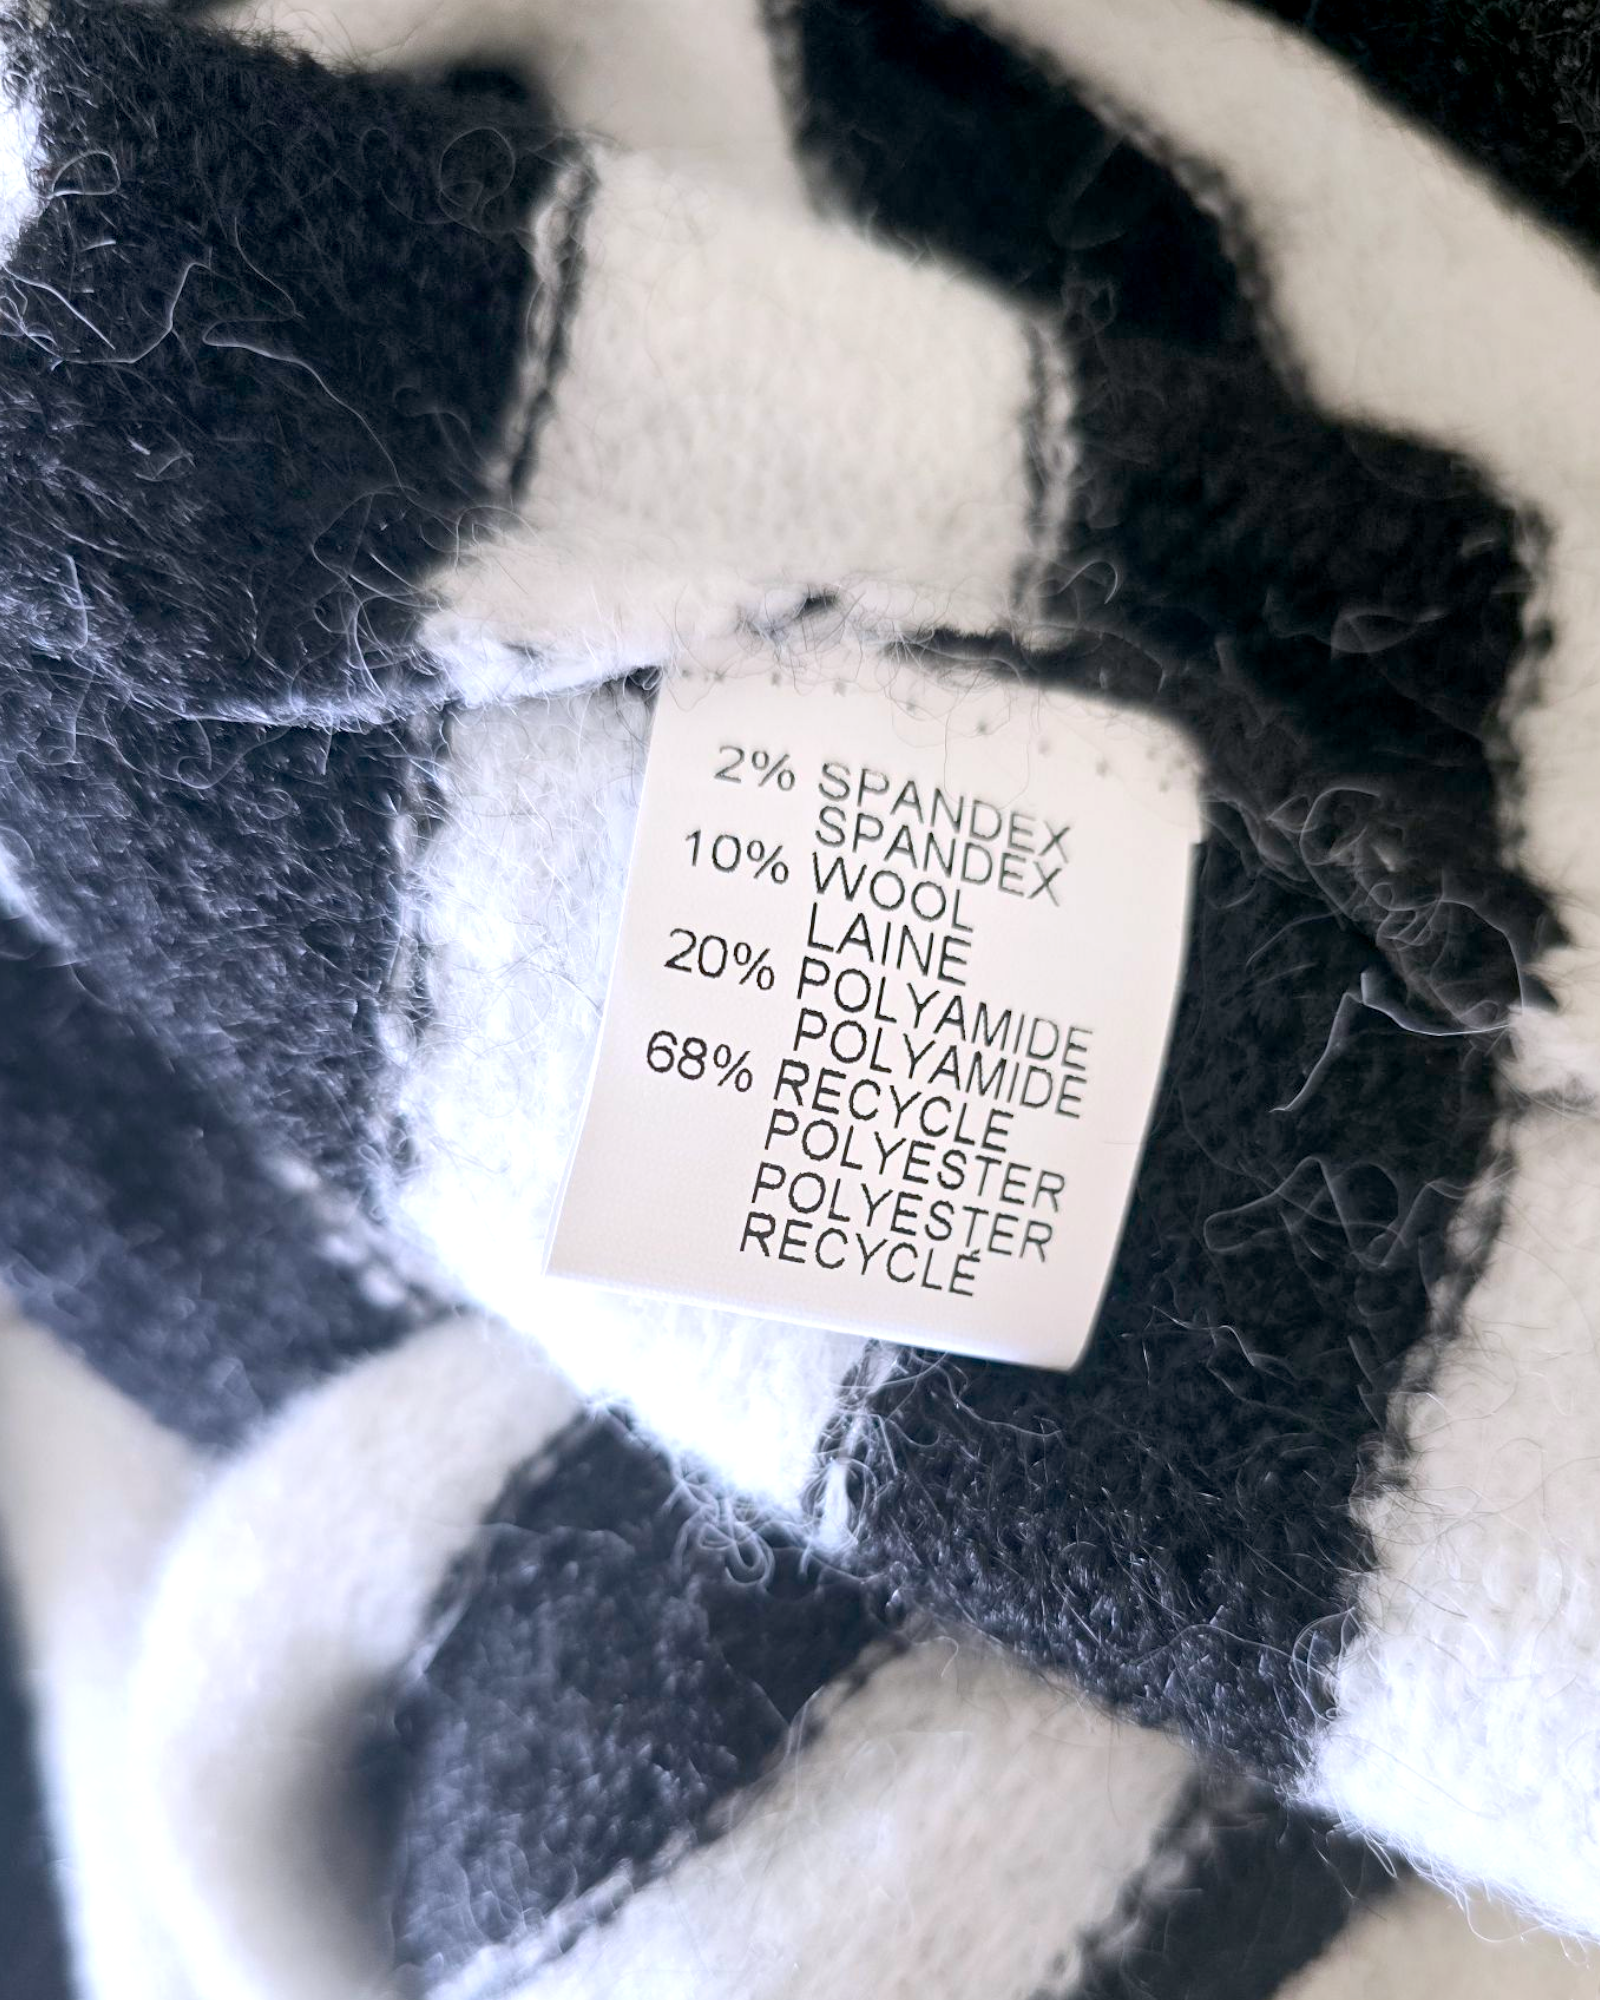 2% SPANDEX
SPANDEX
10% WOOL
LAINE
20% POLYAMIDE
POLYAMIDE
68% RECYCLE
POLYESTER
POLYESTER
RECYCLÉ